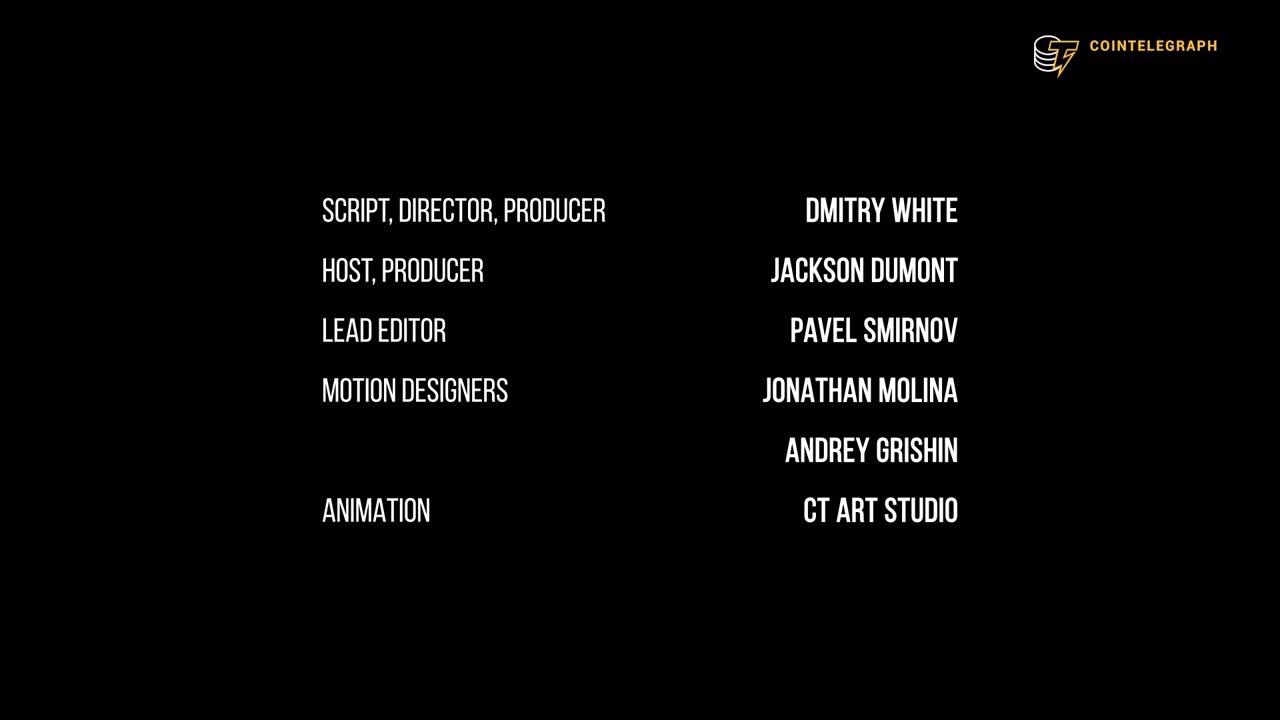 COINTELEGRAPH
SCRIPT, DIRECTOR, PRODUCER DMITRY WHITE
HOST, PRODUCER JACKSON DUMONT
LEAD EDITOR PAVEL SMIRNOV
MOTION DESIGNERS JONATHAN MOLINA
ANDREY GRISHIN
ANIMATION CT ART STUDIO